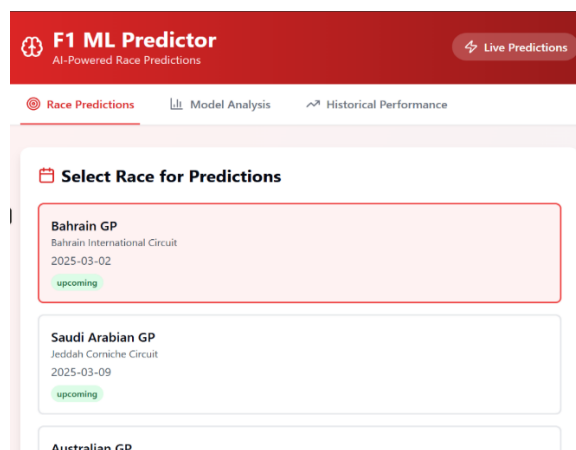 F1 ML Predictor
AI-Powered Race Predictions
Live Predictions
Race Predictions
Model Analysis
Historical Performance
Select Race for Predictions
Bahrain GP
Bahrain International Circuit
2025-03-02
upcoming
Saudi Arabian GP
Jeddah Corniche Circuit
2025-03-09
upcoming
Australian GP